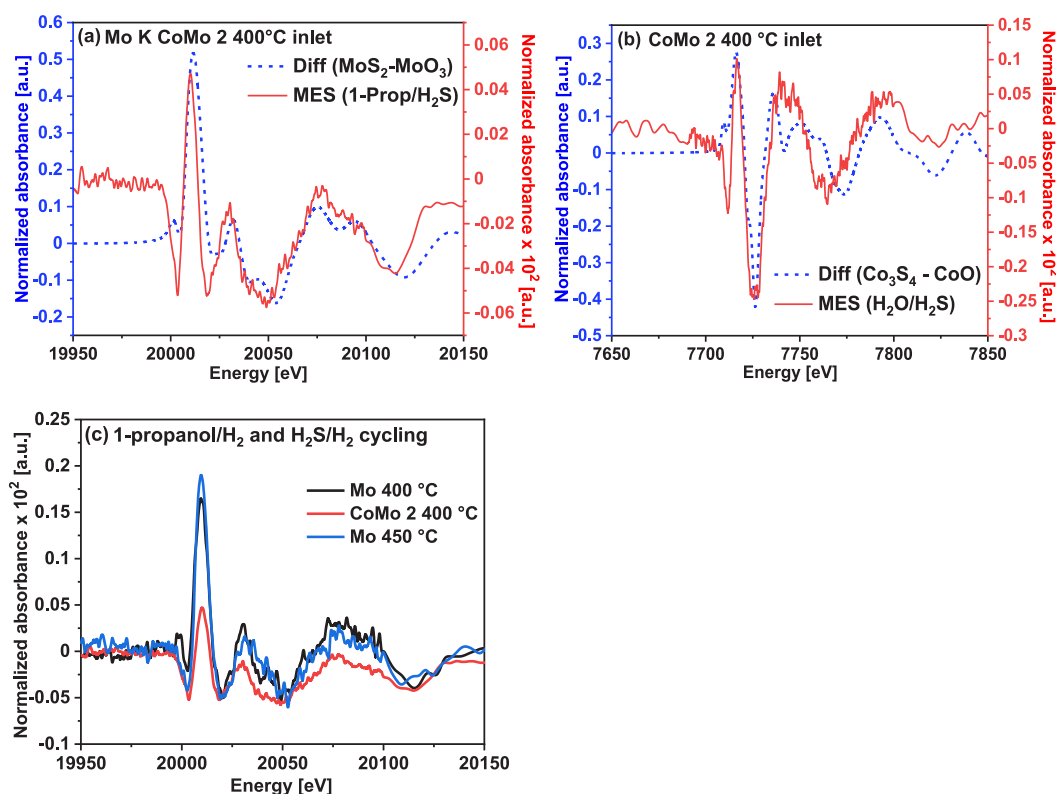 (a) Mo K CoMo 2 400°C inlet
Diff (MoS₂-MoO₃)
MES (1-Prop/H₂S)
Normalized absorbance [a.u.]
0.6
0.5
0.4
0.3
0.2
0.1
0
-0.1
-0.2
Normalized absorbance x 10² [a.u.]
0.06
0.04
0.02
0
-0.02
-0.04
-0.06
19950 20000 20050 20100 20150
Energy [eV]
(b) CoMo 2 400 °C inlet
Diff (Co₃S₄ - CoO)
MES (H₂O/H₂S)
Normalized absorbance [a.u.]
0.3
0.2
0.1
0
-0.1
-0.2
-0.3
-0.4
-0.5
Normalized absorbance x 10² [a.u.]
0.15
0.1
0.05
0
-0.05
-0.1
-0.15
-0.2
-0.25
-0.3
7650 7700 7750 7800 7850
Energy [eV]
(c) 1-propanol/H₂ and H₂S/H₂ cycling
Mo 400 °C
CoMo 2 400 °C
Mo 450 °C
Normalized absorbance x 10² [a.u.]
0.25
0.2
0.15
0.1
0.05
0
-0.05
-0.1
19950 20000 20050 20100 20150
Energy [eV]